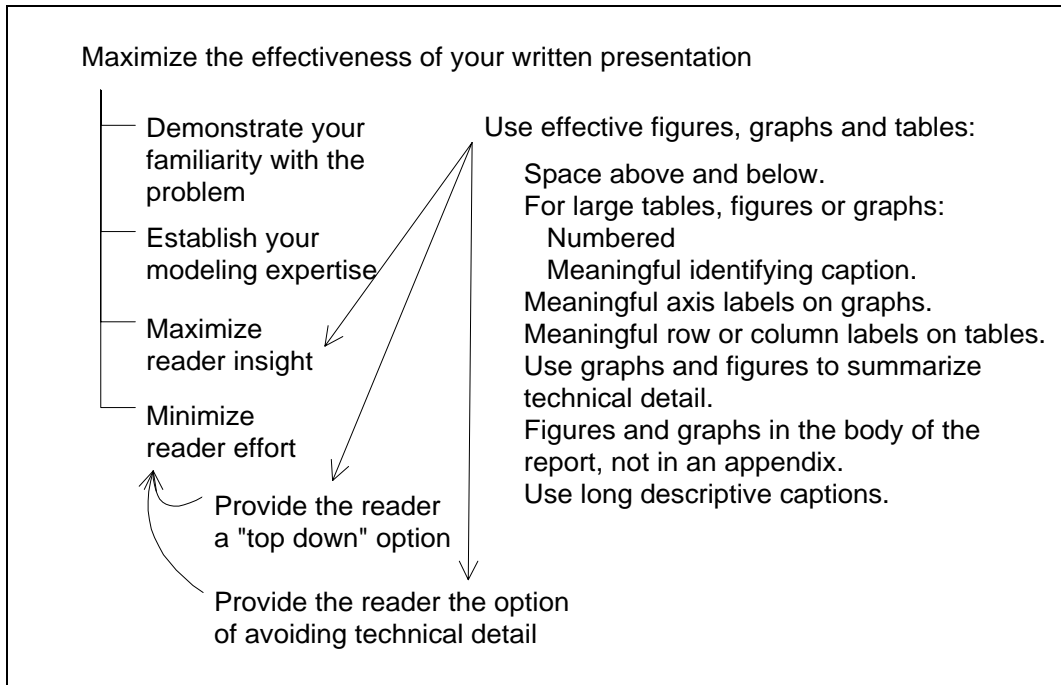 Maximize the effectiveness of your written presentation
Demonstrate your
familiarity with the
problem
Establish your
modeling expertise
Maximize
reader insight
Minimize
reader effort
Provide the reader
a "top down" option
Provide the reader the option
of avoiding technical detail
Use effective figures, graphs and tables:
Space above and below.
For large tables, figures or graphs:
Numbered
Meaningful identifying caption.
Meaningful axis labels on graphs.
Meaningful row or column labels on tables.
Use graphs and figures to summarize
technical detail.
Figures and graphs in the body of the
report, not in an appendix.
Use long descriptive captions.